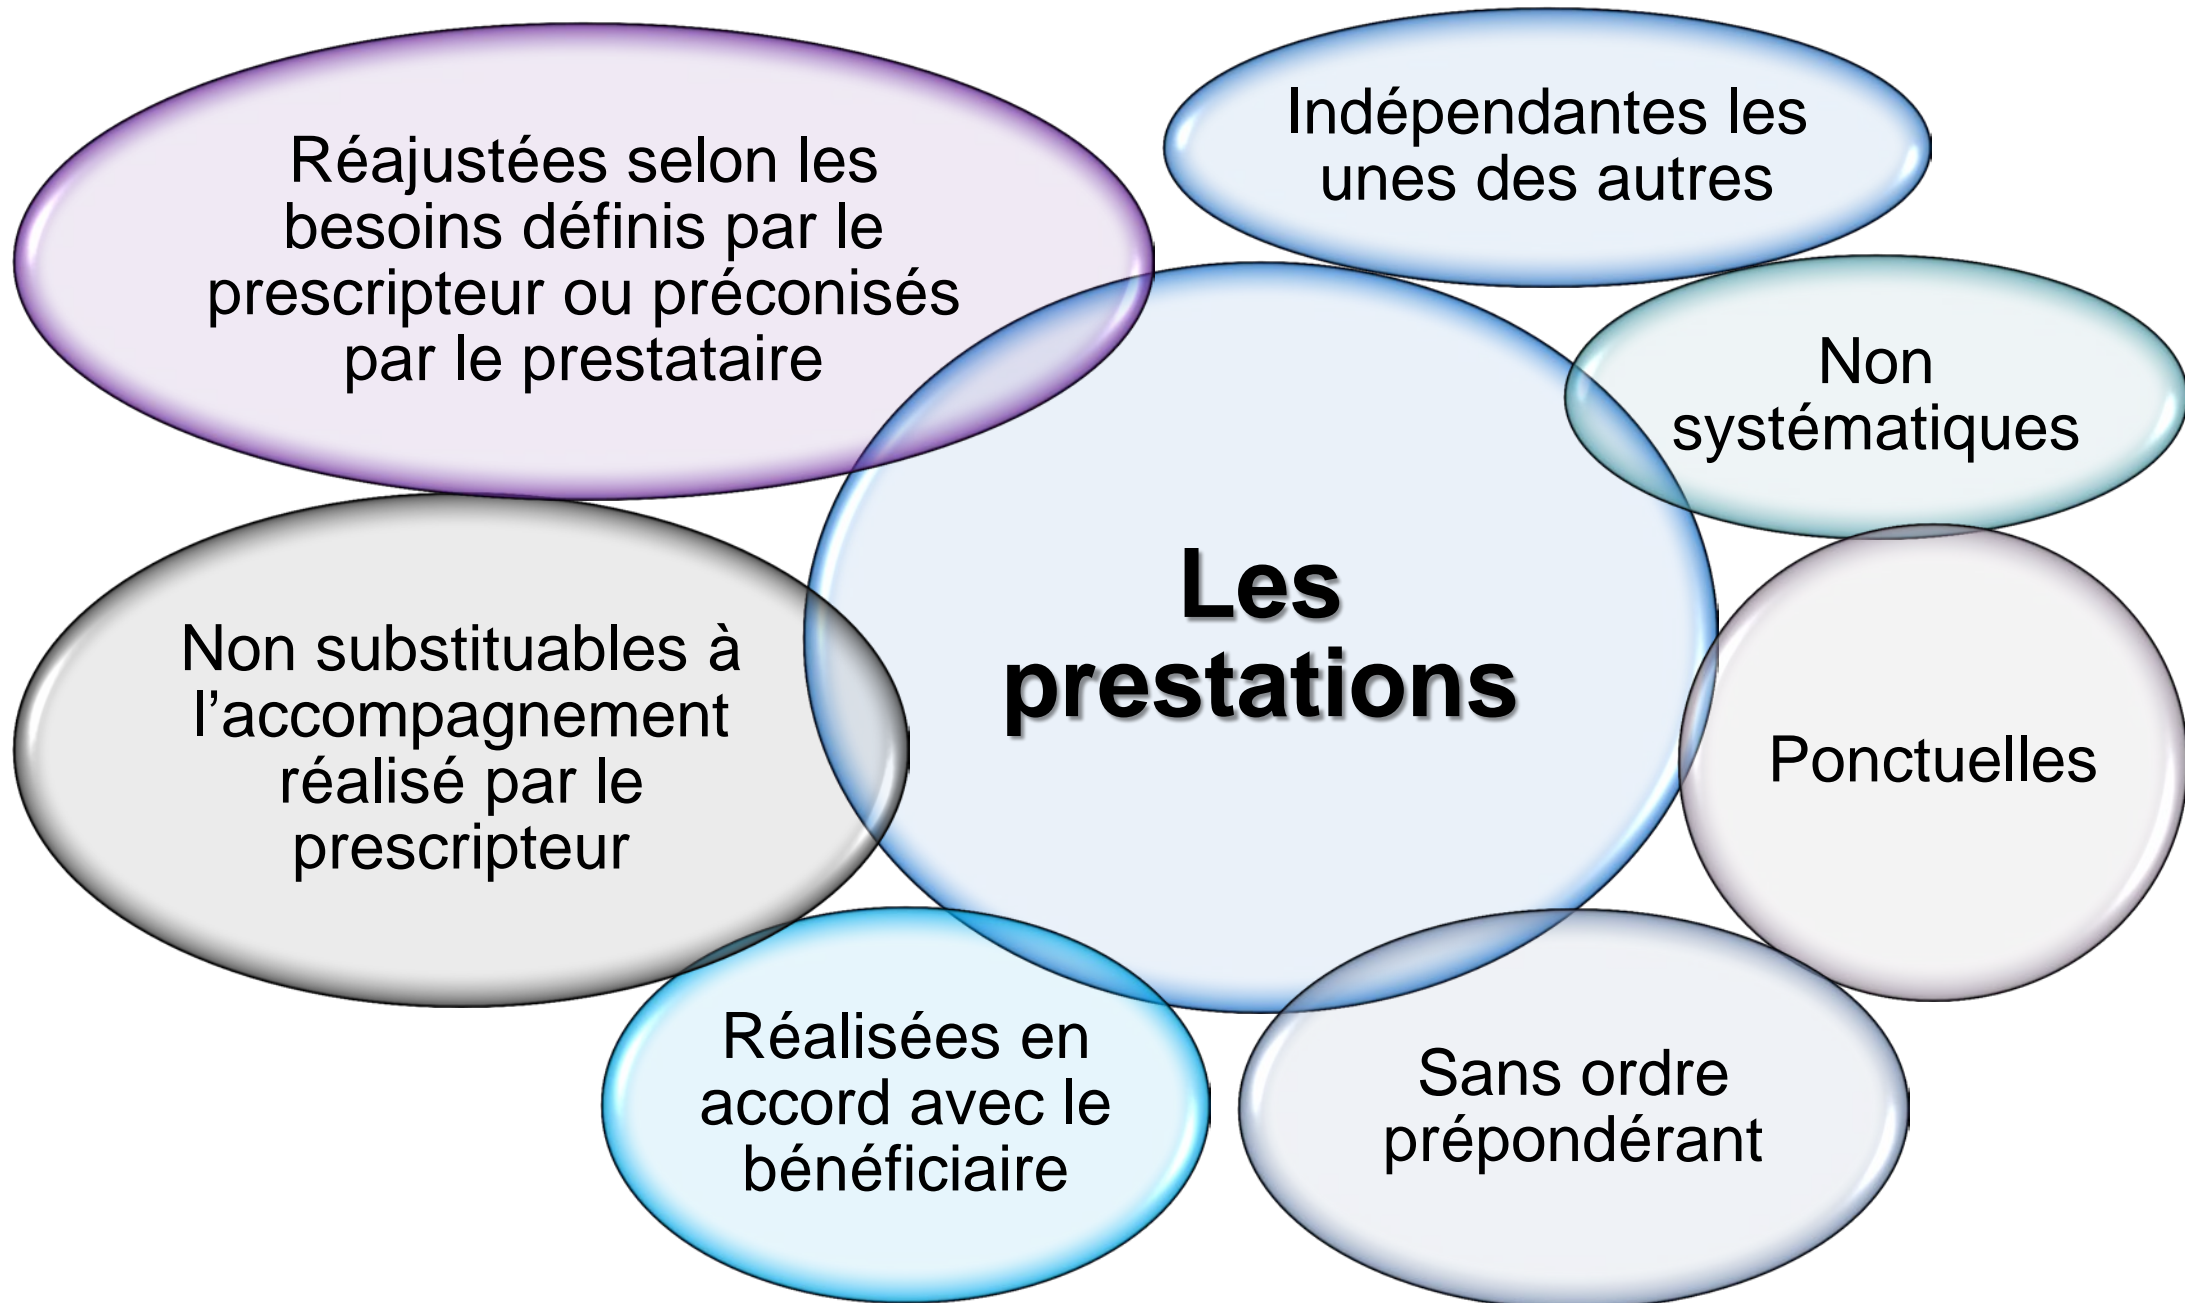 Réajustées selon les
besoins définis par le
prescripteur ou préconisés
par le prestataire
Indépendantes les
unes des autres
Non
systématiques
Les
prestations
Ponctuelles
Non substituables à
l’accompagnement
réalisé par le
prescripteur
Réalisées en
accord avec le
bénéficiaire
Sans ordre
prépondérant